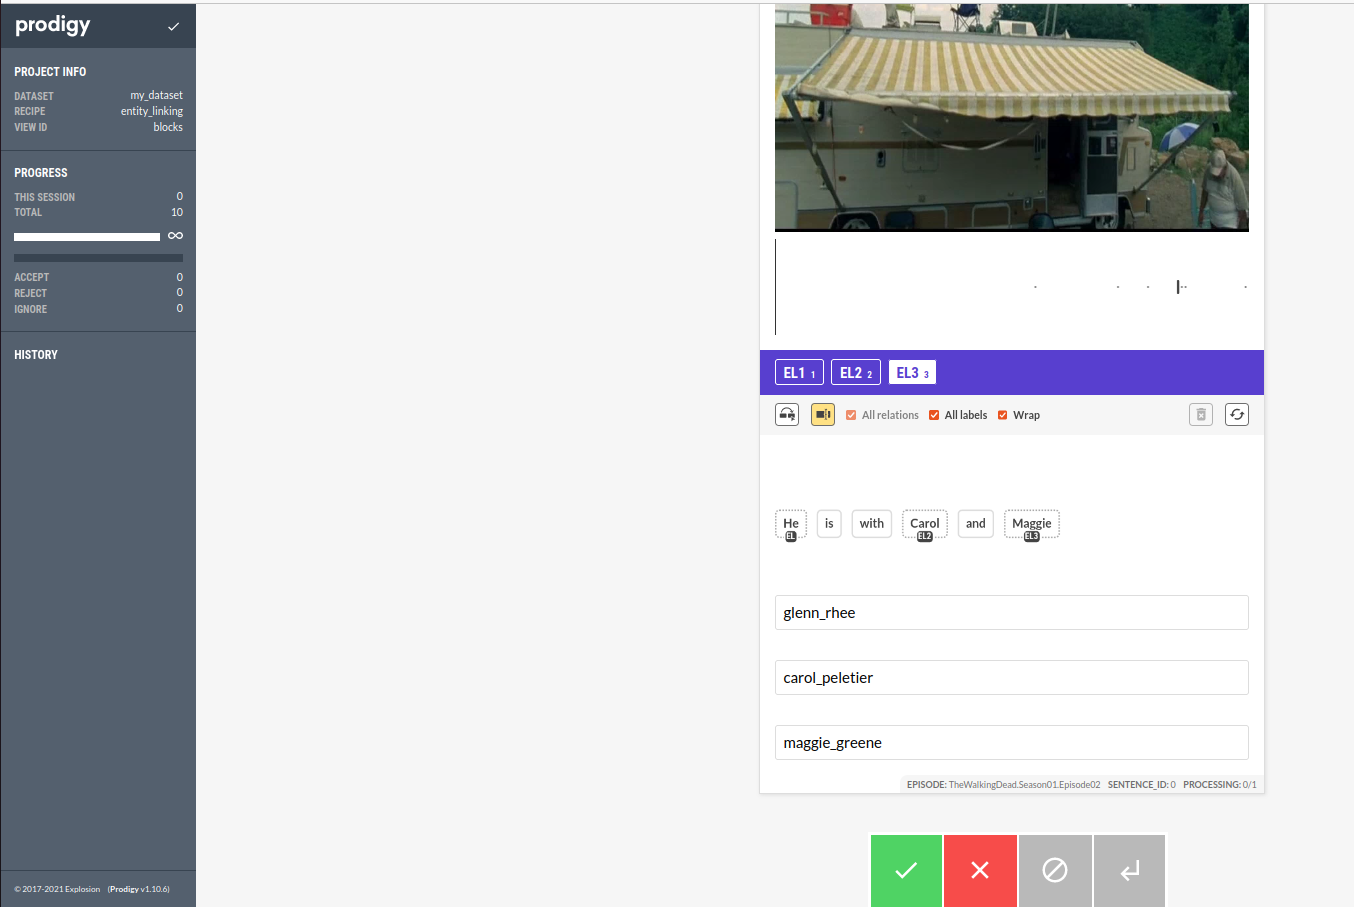 prodigy
PROJECT INFO
DATASET my_dataset
RECIPE entity_linking
VIEW ID blocks
PROGRESS
THIS SESSION 0
TOTAL 10
∞
ACCEPT 0
REJECT 0
IGNORE 0
HISTORY
© 2017-2021 Explosion (Prodigy v1.10.6)
EL1 1 EL2 2 EL3 3
All relations All labels Wrap
He is with Carol and Maggie
EL EL2 EL3
glenn_rhee
carol_peletier
maggie_greene
EPISODE: TheWalkingDead.Season01.Episode02 SENTENCE_ID: 0 PROCESSING: 0/1